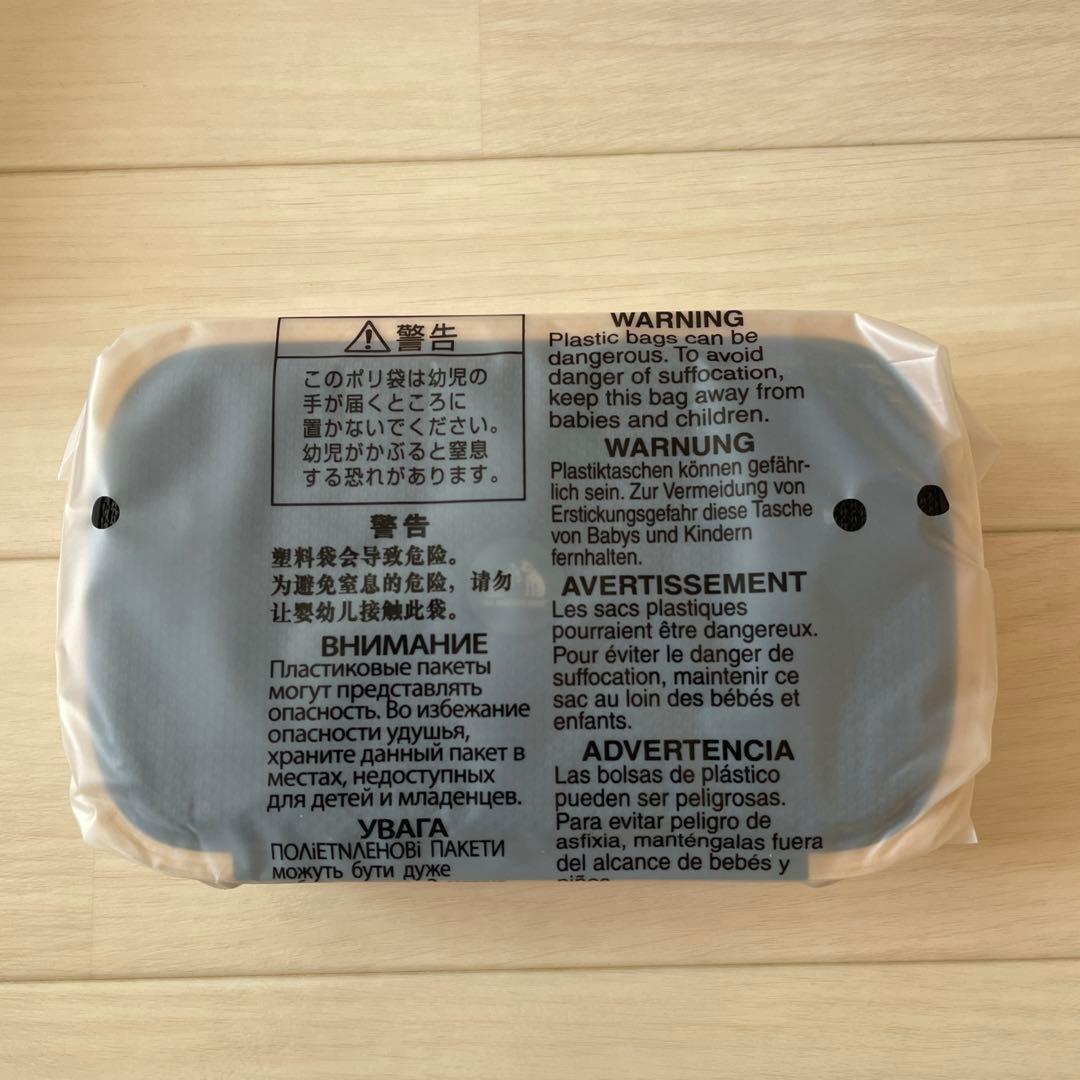 警告
このポリ袋は幼児の
手が届くところに
置かないでください。
幼児がかぶると窒息
する恐れがあります。
警告
塑料袋会导致危险。
为避免窒息的危险，请勿
让婴幼儿接触此袋。
ВНИМАНИЕ
Пластиковые пакеты
могут представлять
опасность. Во избежание
опасности удушья,
храните данный пакет в
местах, недоступных
для детей и младенцев.
УВАГА
ПОЛіЕТNЛЕНОВі ПАКЕТИ
можуть бути дуже
WARNING
Plastic bags can be
dangerous. To avoid
danger of suffocation,
keep this bag away from
babies and children.
WARNUNG
Plastiktaschen können gefähr-
lich sein. Zur Vermeidung von
Erstickungsgefahr diese Tasche
von Babys und Kindern
fernhalten.
AVERTISSEMENT
Les sacs plastiques
pourraient être dangereux.
Pour éviter le danger de
suffocation, maintenir ce
sac au loin des bébés et
enfants.
ADVERTENCIA
Las bolsas de plástico
pueden ser peligrosas.
Para evitar peligro de
asfixia, manténgalas fuera
del alcance de bebés y